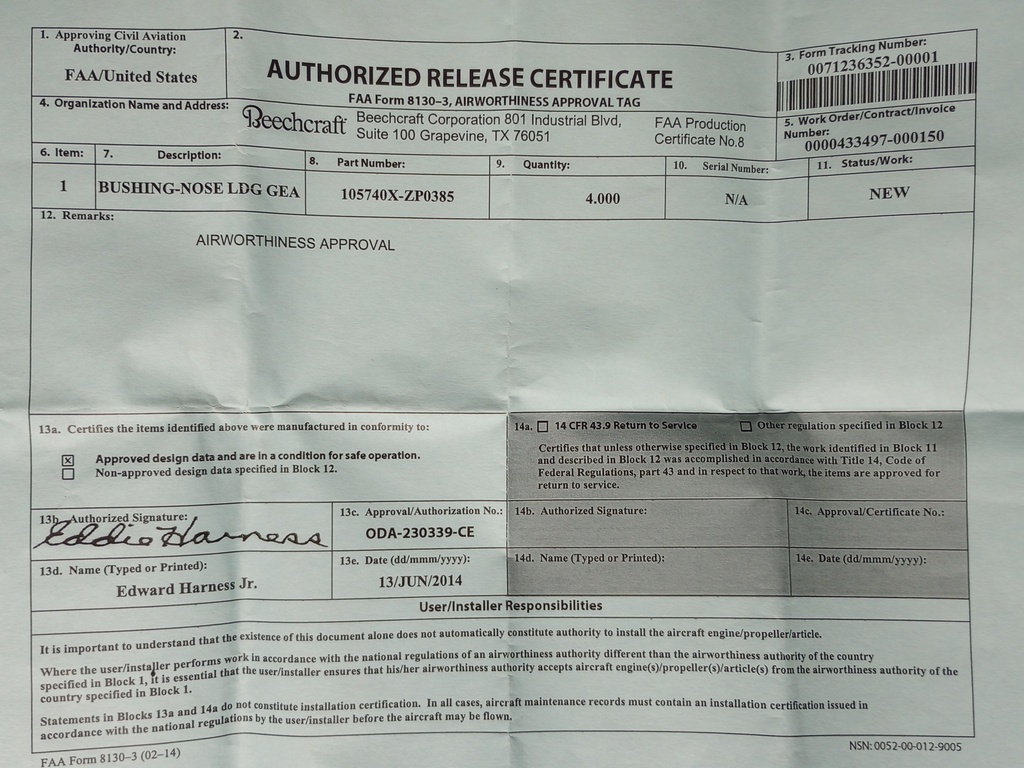 1. Approving Civil Aviation
Authority/Country:
FAA/United States
2.
AUTHORIZED RELEASE CERTIFICATE
FAA Form 8130–3, AIRWORTHINESS APPROVAL TAG
3. Form Tracking Number:
0071236352-00001
4. Organization Name and Address:
Beechcraft
Beechcraft Corporation 801 Industrial Blvd,
Suite 100 Grapevine, TX 76051
FAA Production
Certificate No.8
5. Work Order/Contract/Invoice
Number:
0000433497-000150
6. Item:
7. Description:
8. Part Number:
9. Quantity:
10. Serial Number:
11. Status/Work:
1
BUSHING-NOSE LDG GEA
105740X-ZP0385
4.000
N/A
NEW
12. Remarks:
AIRWORTHINESS APPROVAL
13a. Certifies the items identified above were manufactured in conformity to:
Approved design data and are in a condition for safe operation.
Non-approved design data specified in Block 12.
14a. 14 CFR 43.9 Return to Service
Other regulation specified in Block 12
Certifies that unless otherwise specified in Block 12, the work identified in Block 11
and described in Block 12 was accomplished in accordance with Title 14, Code of
Federal Regulations, part 43 and in respect to that work, the items are approved for
return to service.
13b. Authorized Signature:
Eddie Harness
13c. Approval/Authorization No.:
ODA-230339-CE
14b. Authorized Signature:
14c. Approval/Certificate No.:
13d. Name (Typed or Printed):
Edward Harness Jr.
13e. Date (dd/mmm/yyyy):
13/JUN/2014
14d. Name (Typed or Printed):
14e. Date (dd/mmm/yyyy):
User/Installer Responsibilities
It is important to understand that the existence of this document alone does not automatically constitute authority to install the aircraft engine/propeller/article.
Where the user/installer performs work in accordance with the national regulations of an airworthiness authority different than the airworthiness authority of the country
specified in Block 1, it is essential that the user/installer ensures that his/her airworthiness authority accepts aircraft engine(s)/propeller(s)/article(s) from the airworthiness authority of the
country specified in Block 1.
Statements in Blocks 13a and 14a do not constitute installation certification. In all cases, aircraft maintenance records must contain an installation certification issued in
accordance with the national regulations by the user/installer before the aircraft may be flown.
FAA Form 8130–3 (02–14)
NSN: 0052-00-012-9005